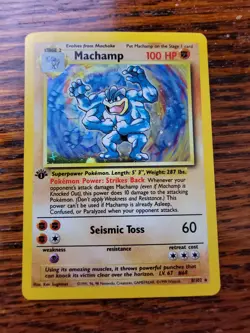 STAGE 2 Evolves from Machoke Put Machamp on the Stage 1 card
Machamp 100 HP
Superpower Pokémon. Length: 5' 3", Weight: 287 lbs.
Pokémon Power: Strikes Back Whenever your
opponent's attack damages Machamp (even if Machamp is
Knocked Out), this power does 10 damage to the attacking
Pokémon. (Don't apply Weakness and Resistance.) This
power can't be used if Machamp is already Asleep,
Confused, or Paralyzed when your opponent attacks.
Seismic Toss 60
weakness resistance retreat cost
Using its amazing muscles, it throws powerful punches that can
knock its victims clear over the horizon. LV. 67 #68